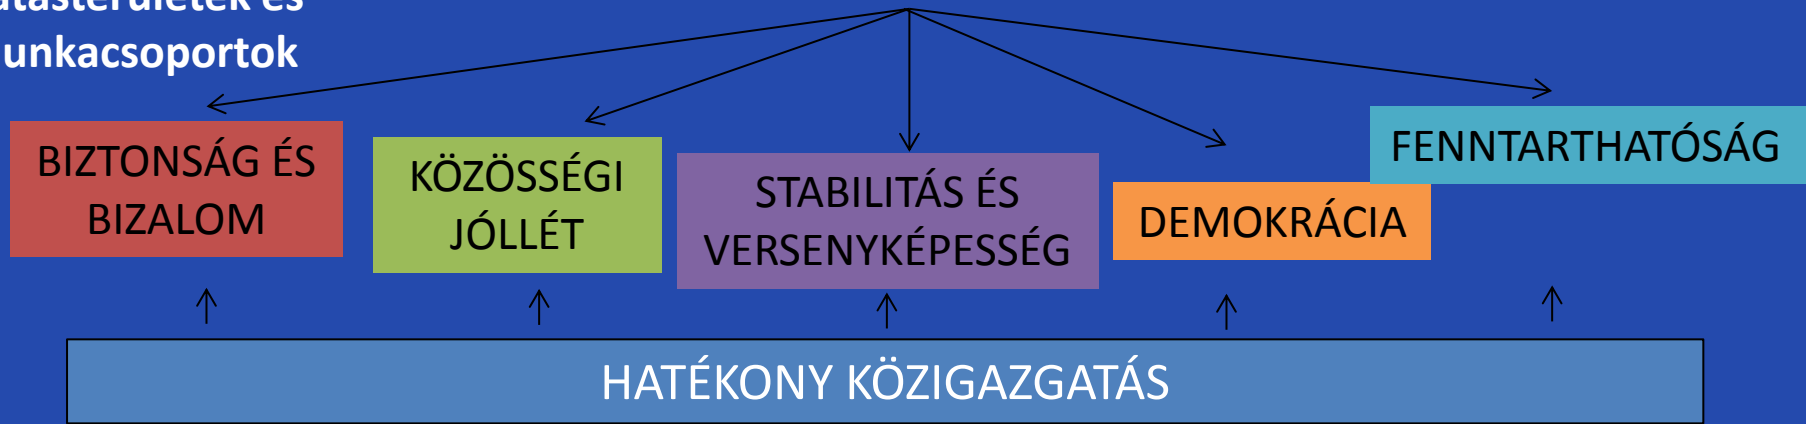 unkacsoportok
BIZTONSÁG ÉS
BIZALOM
KÖZÖSSÉGI
JÓLLÉT
STABILITÁS ÉS
VERSENYKÉPESSÉG
DEMOKRÁCIA
FENNTARTHATÓSÁG
HATÉKONY KÖZIGAZGATÁS